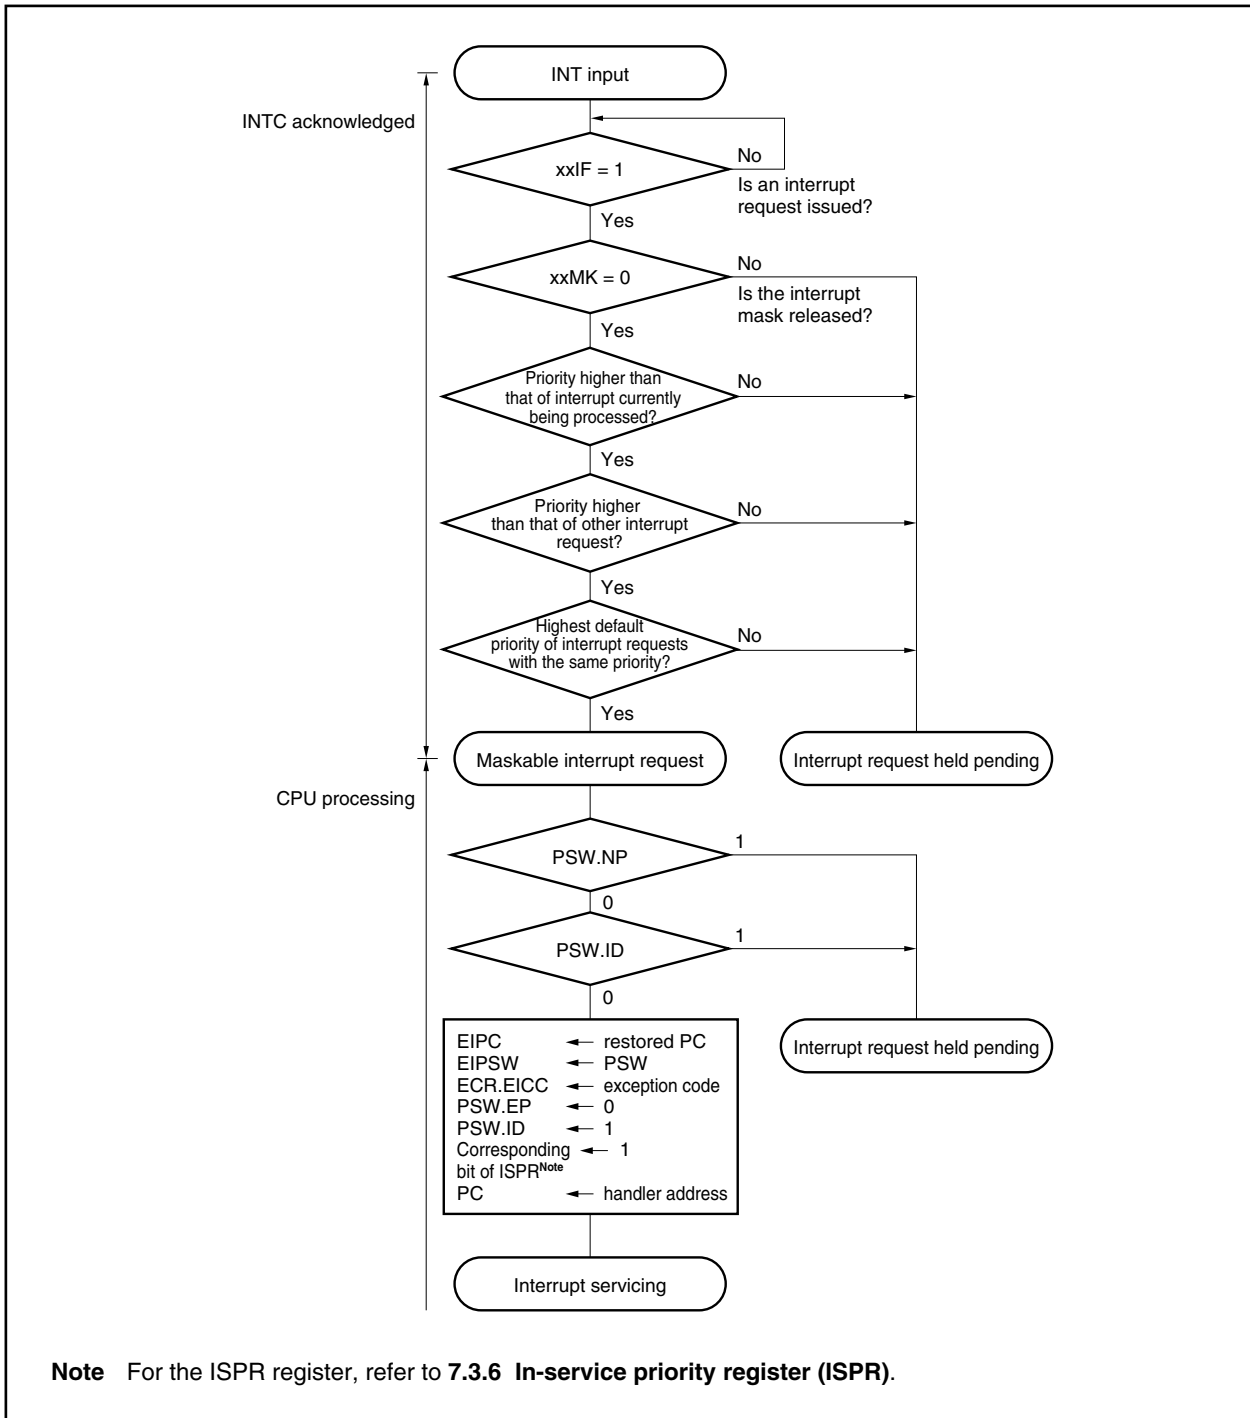 INT input
INTC acknowledged
xxIF = 1
No
Is an interrupt
request issued?
Yes
xxMK = 0
No
Is the interrupt
mask released?
Yes
Priority higher than
that of interrupt currently
being processed?
No
Yes
Priority higher
than that of other interrupt
request?
No
Yes
Highest default
priority of interrupt requests
with the same priority?
No
Yes
Maskable interrupt request
Interrupt request held pending
CPU processing
PSW.NP
1
0
PSW.ID
1
0
Interrupt request held pending
EIPC ← restored PC
EIPSW ← PSW
ECR.EICC ← exception code
PSW.EP ← 0
PSW.ID ← 1
Corresponding ← 1
bit of ISPRNote
PC ← handler address
Interrupt servicing
Note For the ISPR register, refer to 7.3.6 In-service priority register (ISPR).